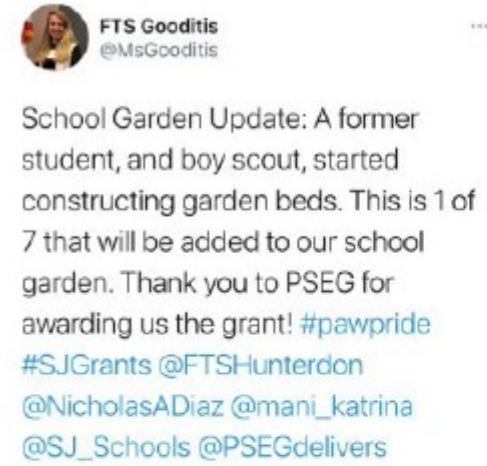 FTS Gooditis
@MsGooditis
School Garden Update: A former
student, and boy scout, started
constructing garden beds. This is 1 of
7 that will be added to our school
garden. Thank you to PSEG for
awarding us the grant! #pawpride
#SJGrants @FTSHunterdon
@NicholasADiaz @mani_katrina
@SJ_Schools @PSEGdelivers